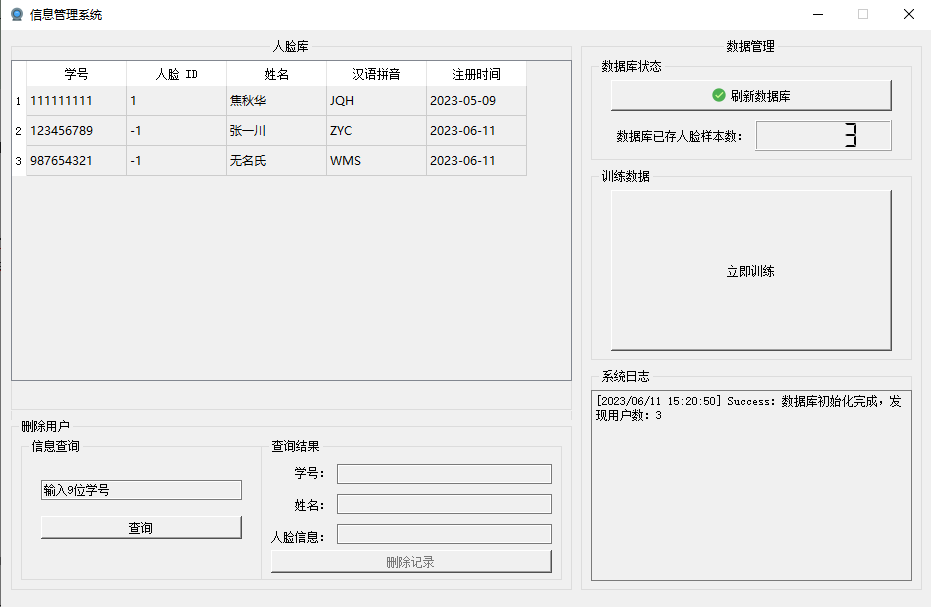 信息管理系统
人脸库
学号 人脸 ID 姓名 汉语拼音 注册时间
1 111111111 1 焦秋华 JQH 2023-05-09
2 123456789 -1 张一川 ZYC 2023-06-11
3 987654321 -1 无名氏 WMS 2023-06-11
删除用户
信息查询
输入9位学号
查询
查询结果
学号:
姓名:
人脸信息:
删除记录
数据管理
数据库状态
刷新数据库
数据库已存人脸样本数: 3
训练数据
立即训练
系统日志
[2023/06/11 15:20:50] Success: 数据库初始化完成，发
现用户数: 3